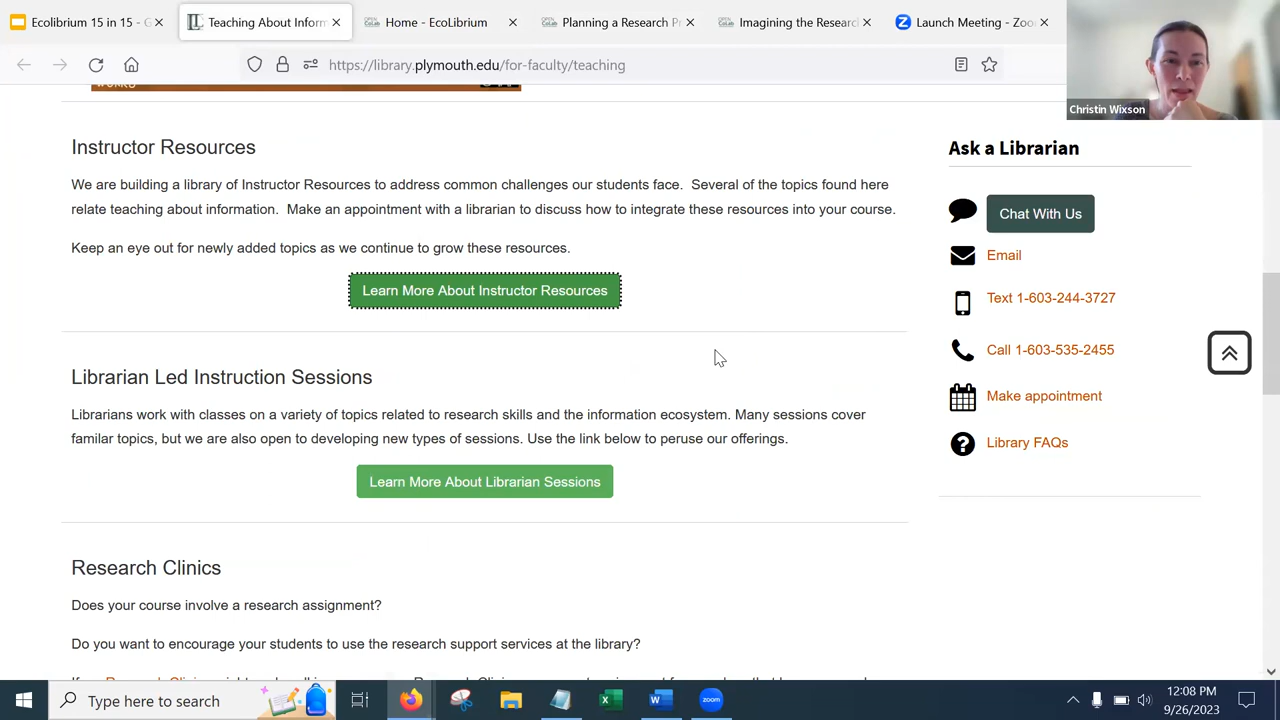 Ecolibrium 15 in 15 - G
Teaching About Inform
Home - EcoLibrium
Planning a Research Pr
Imagining the Research
Launch Meeting - Zoo
https://library.plymouth.edu/for-faculty/teaching
Christin Wixson
Instructor Resources
We are building a library of Instructor Resources to address common challenges our students face. Several of the topics found here
relate teaching about information. Make an appointment with a librarian to discuss how to integrate these resources into your course.
Keep an eye out for newly added topics as we continue to grow these resources.
Learn More About Instructor Resources
Librarian Led Instruction Sessions
Librarians work with classes on a variety of topics related to research skills and the information ecosystem. Many sessions cover
familar topics, but we are also open to developing new types of sessions. Use the link below to peruse our offerings.
Learn More About Librarian Sessions
Research Clinics
Does your course involve a research assignment?
Do you want to encourage your students to use the research support services at the library?
Ask a Librarian
Chat With Us
Email
Text 1-603-244-3727
Call 1-603-535-2455
Make appointment
Library FAQs
Type here to search
zoom
12:08 PM
9/26/2023